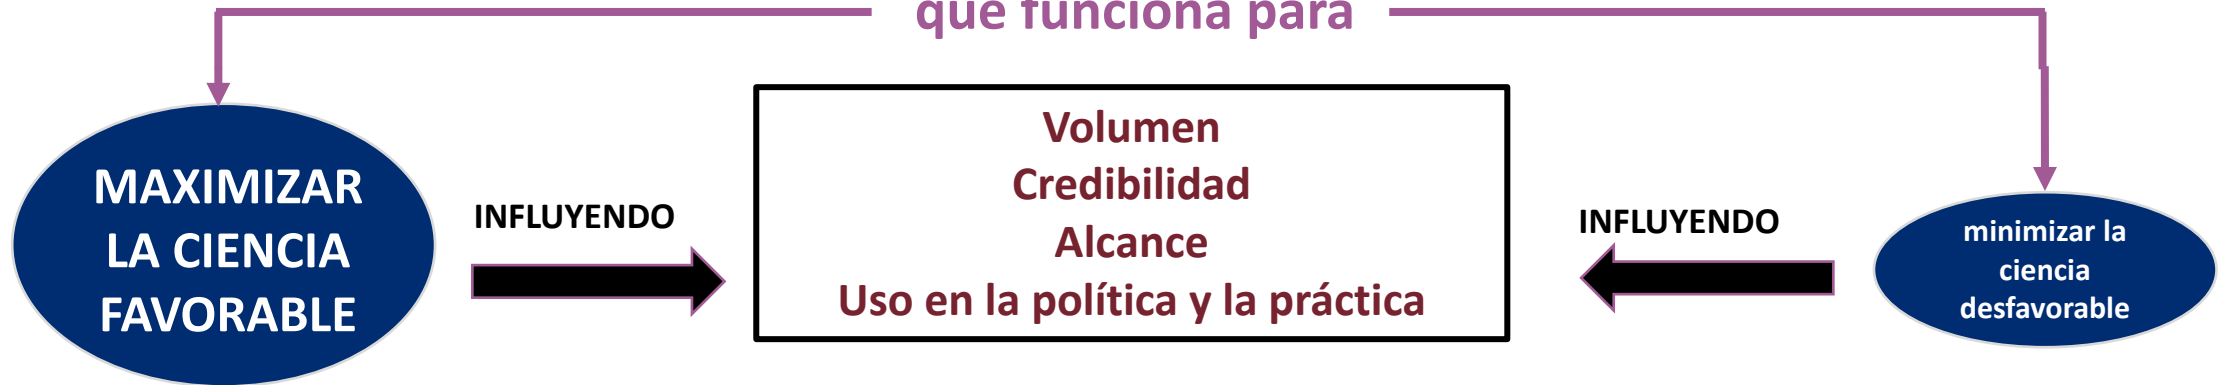 que funciona para
MAXIMIZAR
LA CIENCIA
FAVORABLE
INFLUYENDO
Volumen
Credibilidad
Alcance
Uso en la política y la práctica
INFLUYENDO
minimizar la
ciencia
desfavorable